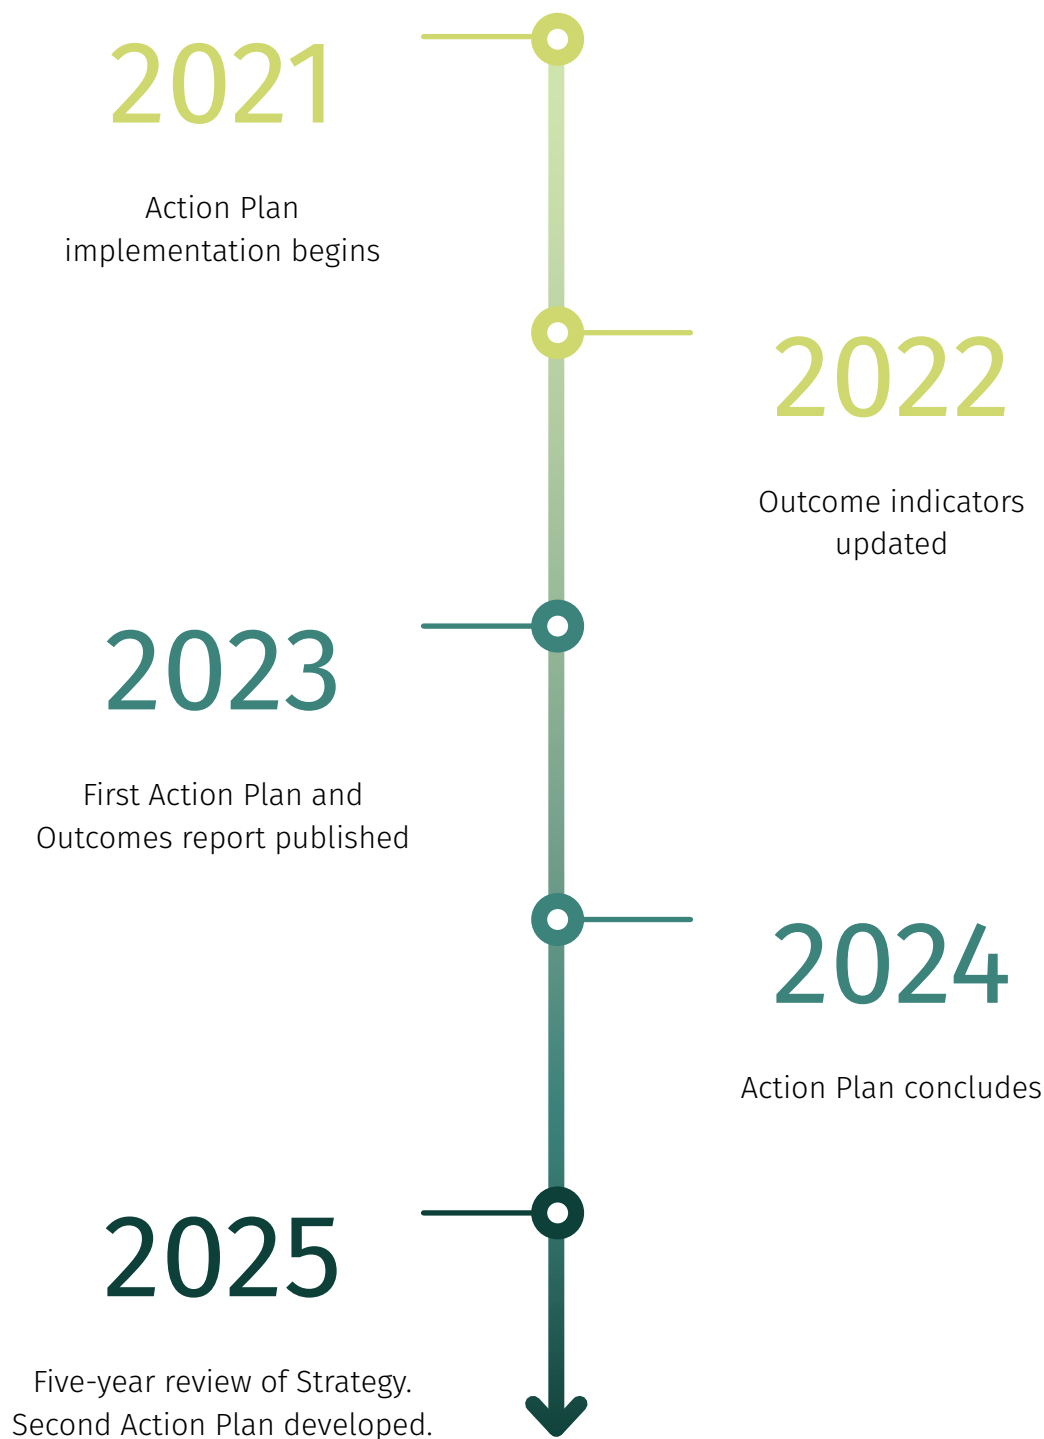 2021
Action Plan
implementation begins
2022
Outcome indicators
updated
2023
First Action Plan and
Outcomes report published
2024
Action Plan concludes
2025
Five-year review of Strategy.
Second Action Plan developed.